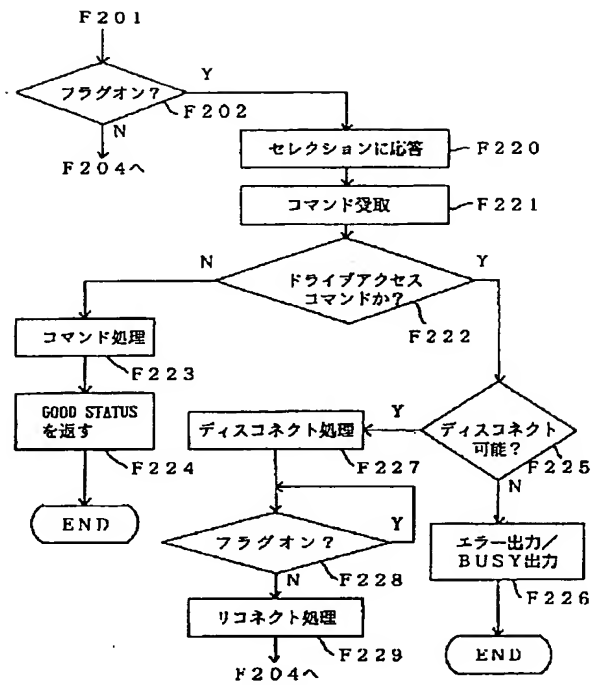 F201
フラグオン?
Y
F202
N
F204へ
セレクションに応答
F220
コマンド受取
F221
N
ドライブアクセス
コマンドか?
Y
F222
コマンド処理
F223
GOOD STATUS
を返す
F224
END
ディスコネクト
可能?
F225
Y
N
ディスコネクト処理
F227
フラグオン?
Y
F228
N
リコネクト処理
F229
F204へ
エラー出力/
BUSY出力
F226
END